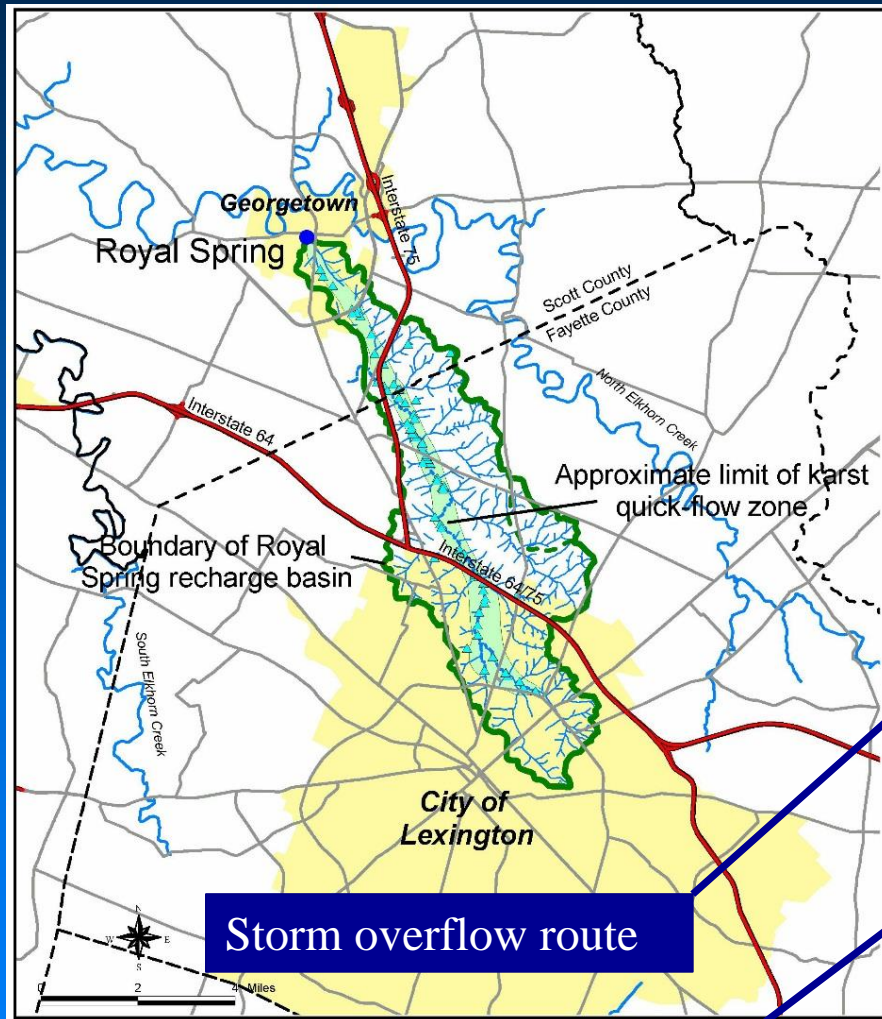 Georgetown
Royal Spring
Interstate 75
Scott County
Fayette County
North Elkhorn Creek
Interstate 64
Approximate limit of karst
quick-flow zone
Boundary of Royal
Spring recharge basin
Interstate 64/75
South Elkhorn Creek
City of
Lexington
Storm overflow route
N
W E
S
0 2 4 Miles